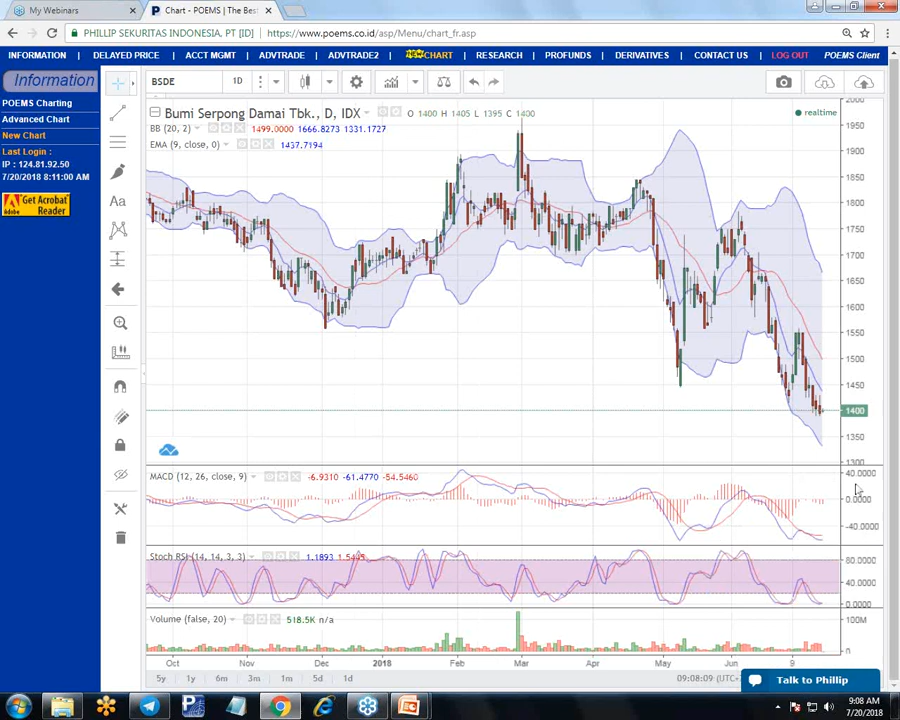 My Webinars
Chart - POEMS | The Bes
PHILLIP SEKURITAS INDONESIA. PT [ID]
https://www.poems.co.id/asp/Menu/chart_fr.asp
INFORMATION
DELAYED PRICE
ACCT MGMT
ADVTRADE
ADVTRADE2
NEW CHART
RESEARCH
PROFUNDS
DERIVATIVES
CONTACT US
LOG OUT
POEMS Client
Information
POEMS Charting
Advanced Chart
New Chart
Last Login :
IP : 124.81.92.50
7/20/2018 8:11:00 AM
Get Acrobat
Reader
Adobe
BSDE
1D
Aa
Bumi Serpong Damai Tbk., D, IDX
O 1400 H 1405 L 1395 C 1400
realtime
BB (20, 2)
1499.0000 1666.8273 1331.1727
EMA (9, close, 0)
1437.7194
2000
1950
1900
1850
1800
1750
1700
1650
1600
1550
1500
1450
1400
1350
1300
MACD (12, 26, close, 9)
-6.9310 -61.4770 -54.5460
40.0000
0.0000
-40.0000
Stoch RSI (14, 14, 3, 3)
1.1893 1.5445
80.0000
40.0000
0.0000
Volume (false, 20)
518.5K n/a
100M
0
Oct
Nov
Dec
2018
Feb
Mar
Apr
May
Jun
9
5y
1y
6m
3m
1m
5d
1d
09:08:09 (UTC+
Talk to Phillip
9:08 AM
7/20/2018